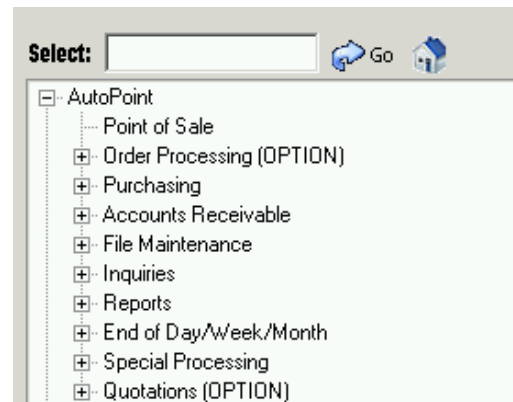 Select: Go
AutoPoint
Point of Sale
Order Processing (OPTION)
Purchasing
Accounts Receivable
File Maintenance
Inquiries
Reports
End of Day/Week/Month
Special Processing
Quotations (OPTION)